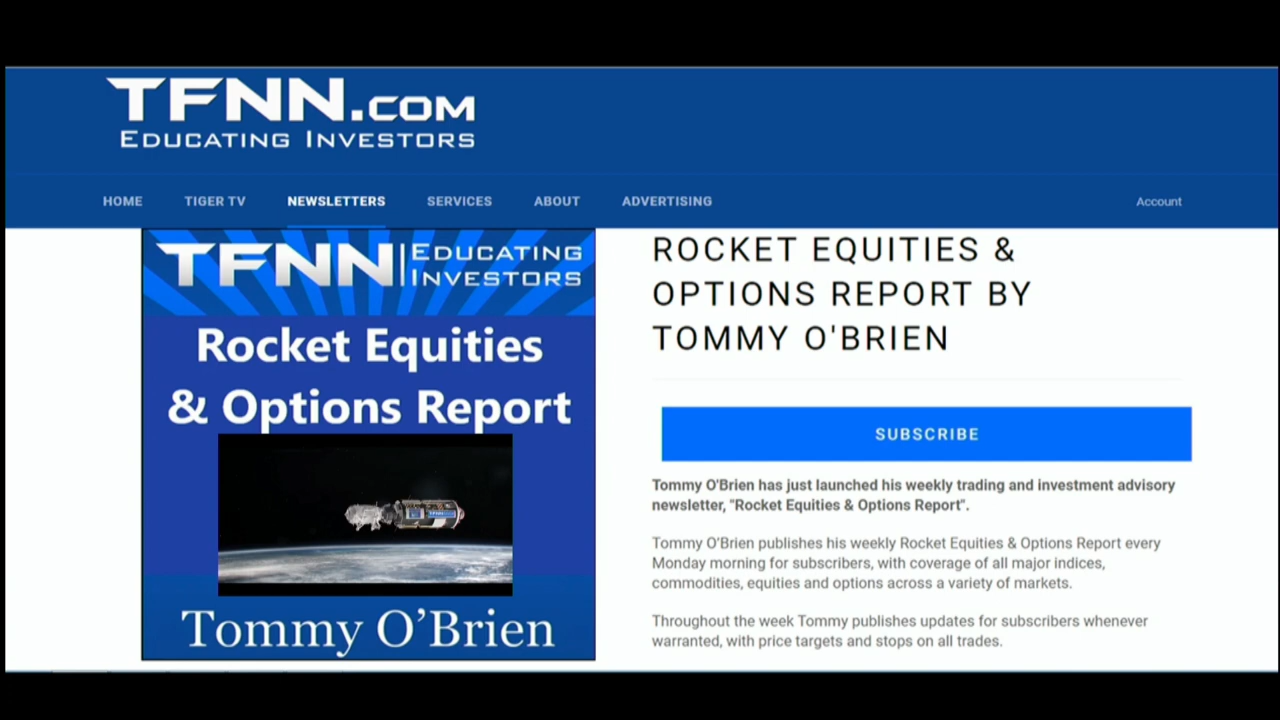 TFNN.COM
EDUCATING INVESTORS
HOME TIGER TV NEWSLETTERS SERVICES ABOUT ADVERTISING Account
TFNN EDUCATING
INVESTORS
Rocket Equities
& Options Report
TFNN
Tommy O’Brien
ROCKET EQUITIES &
OPTIONS REPORT BY
TOMMY O'BRIEN
SUBSCRIBE
Tommy O'Brien has just launched his weekly trading and investment advisory
newsletter, "Rocket Equities & Options Report".
Tommy O'Brien publishes his weekly Rocket Equities & Options Report every
Monday morning for subscribers, with coverage of all major indices,
commodities, equities and options across a variety of markets.
Throughout the week Tommy publishes updates for subscribers whenever
warranted, with price targets and stops on all trades.